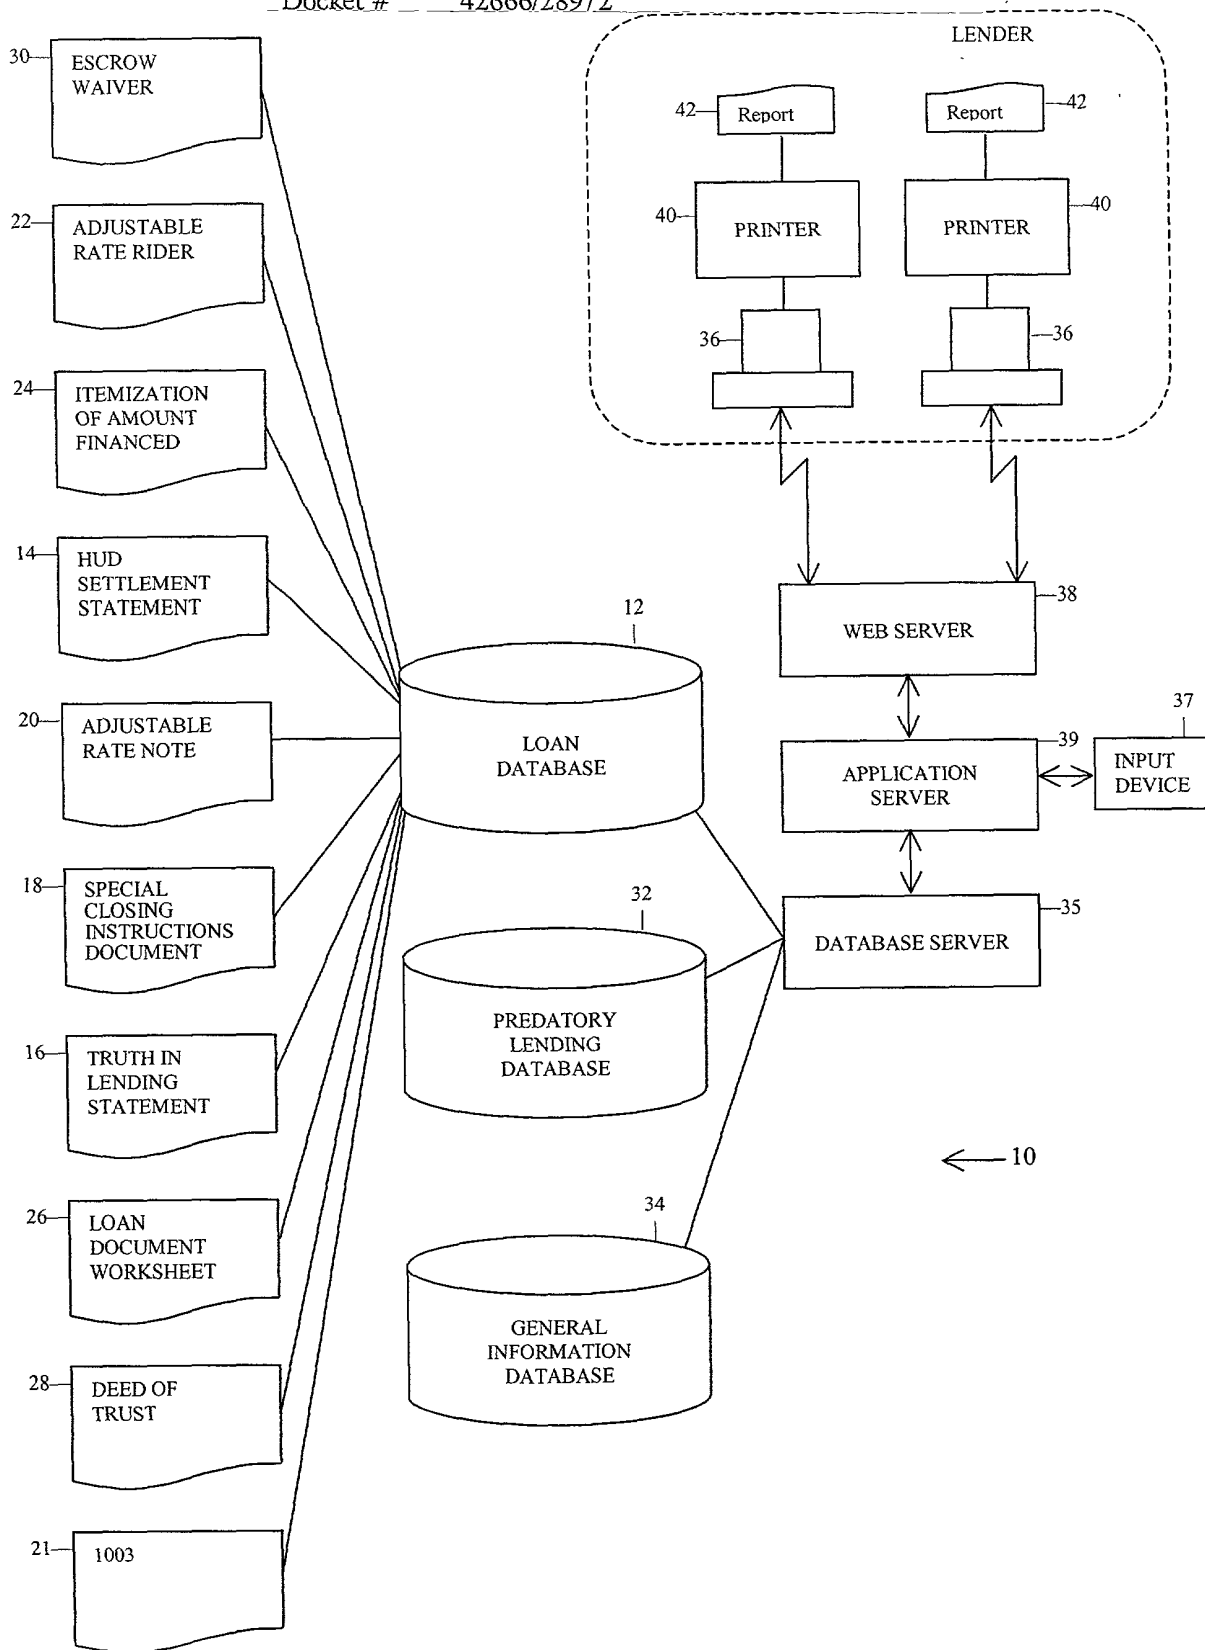 Docket # 42666/28972
LENDER
30
ESCROW
WAIVER
42
Report
Report
42
22
ADJUSTABLE
RATE RIDER
40
PRINTER
PRINTER
40
36
36
24
ITEMIZATION
OF AMOUNT
FINANCED
14
HUD
SETTLEMENT
STATEMENT
38
WEB SERVER
12
20
ADJUSTABLE
RATE NOTE
LOAN
DATABASE
37
39
APPLICATION
SERVER
INPUT
DEVICE
18
SPECIAL
CLOSING
INSTRUCTIONS
DOCUMENT
32
35
DATABASE SERVER
16
TRUTH IN
LENDING
STATEMENT
PREDATORY
LENDING
DATABASE
10
26
LOAN
DOCUMENT
WORKSHEET
34
GENERAL
INFORMATION
DATABASE
28
DEED OF
TRUST
21
1003